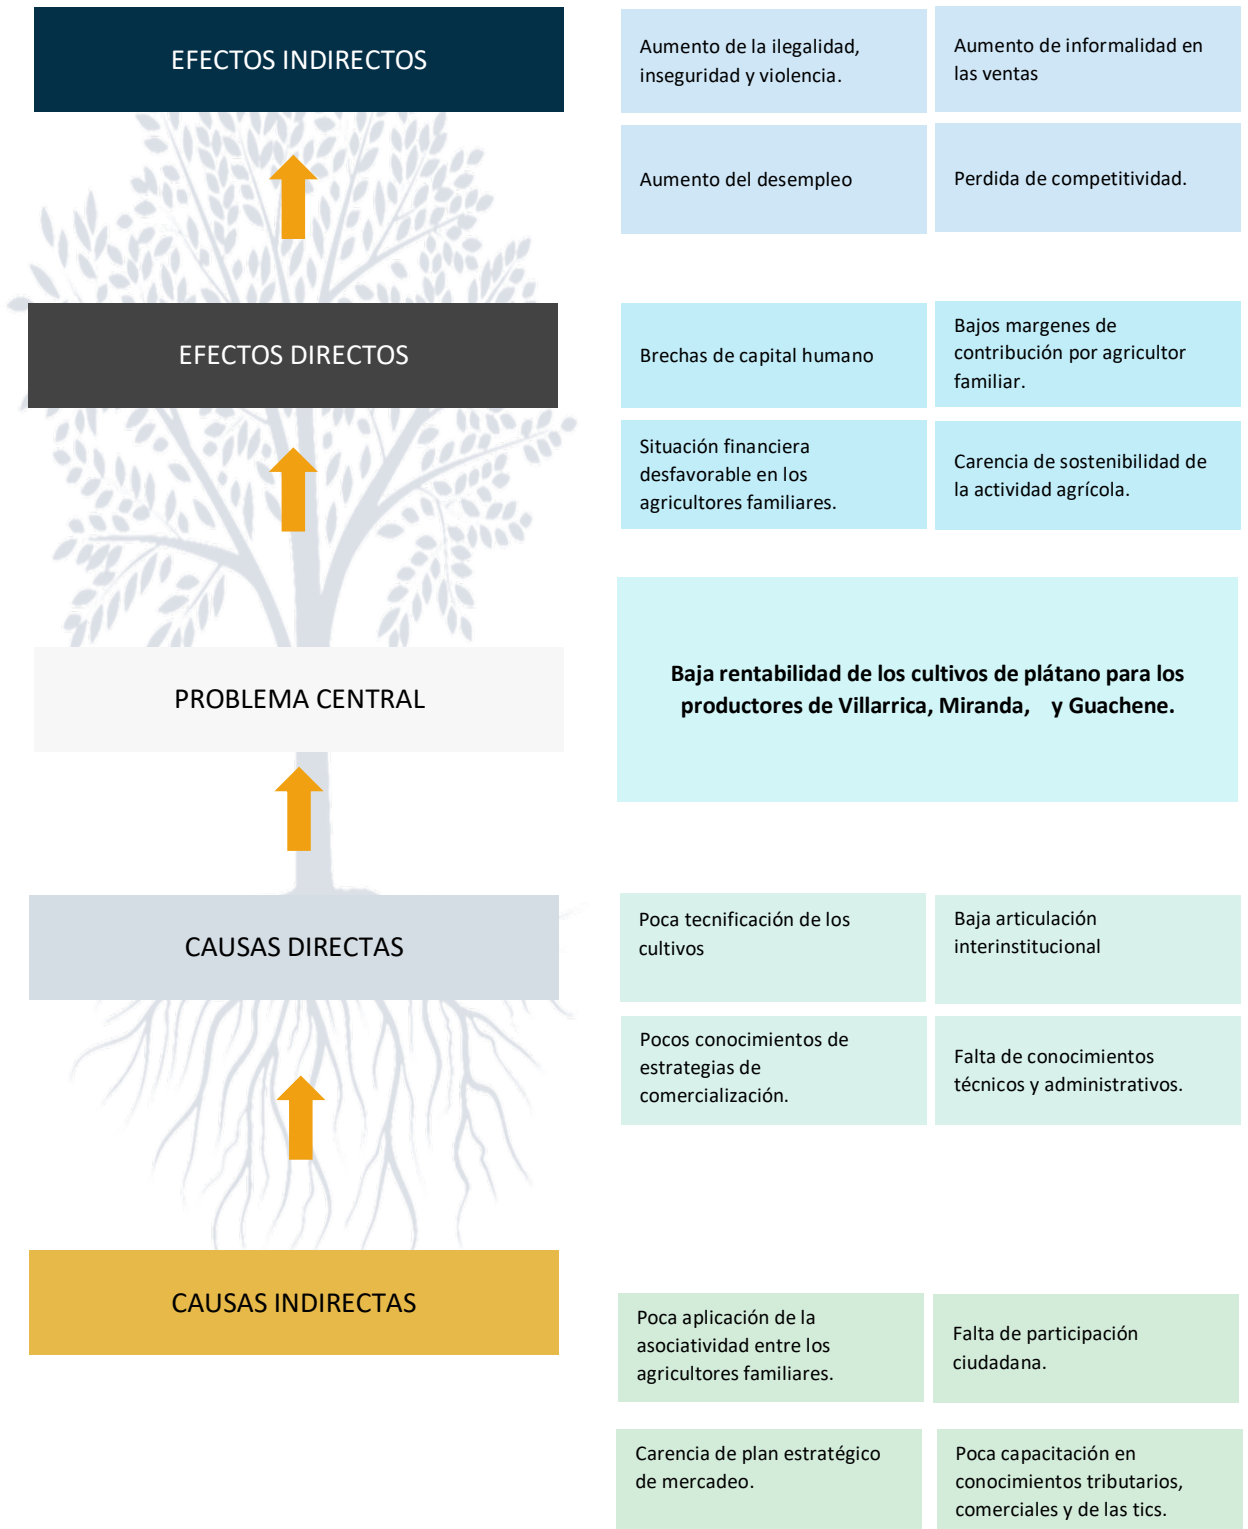 EFECTOS INDIRECTOS
Aumento de la ilegalidad,
inseguridad y violencia.
Aumento de informalidad en
las ventas
Aumento del desempleo
Perdida de competitividad.
EFECTOS DIRECTOS
Brechas de capital humano
Bajos margenes de
contribución por agricultor
familiar.
Situación financiera
desfavorable en los
agricultores familiares.
Carencia de sostenibilidad de
la actividad agrícola.
PROBLEMA CENTRAL
Baja rentabilidad de los cultivos de plátano para los
productores de Villarrica, Miranda, y Guachene.
CAUSAS DIRECTAS
Poca tecnificación de los
cultivos
Baja articulación
interinstitucional
Pocos conocimientos de
estrategias de
comercialización.
Falta de conocimientos
técnicos y administrativos.
CAUSAS INDIRECTAS
Poca aplicación de la
asociatividad entre los
agricultores familiares.
Falta de participación
ciudadana.
Carencia de plan estratégico
de mercadeo.
Poca capacitación en
conocimientos tributarios,
comerciales y de las tics.